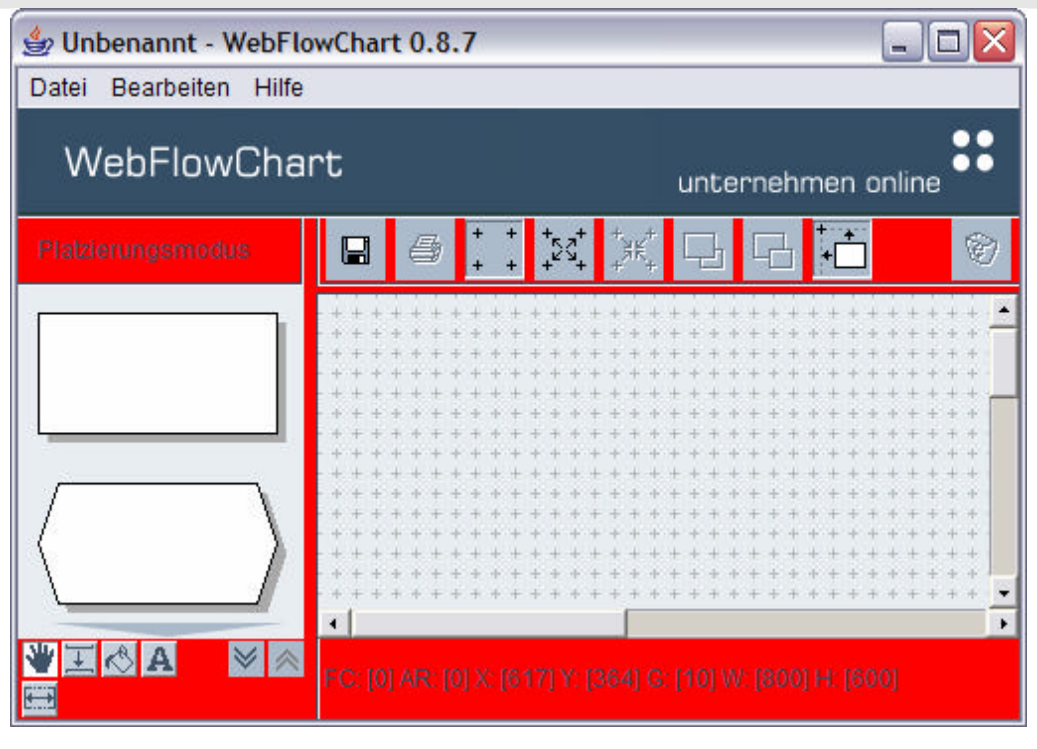 Unbenannt - WebFlowChart 0.8.7
Datei Bearbeiten Hilfe
WebFlowChart
unternehmen online
Platzierungsmodus
A
FC: [0] AR: [0] X: [617] Y: [364] G: [10] W: [800] H: [600]